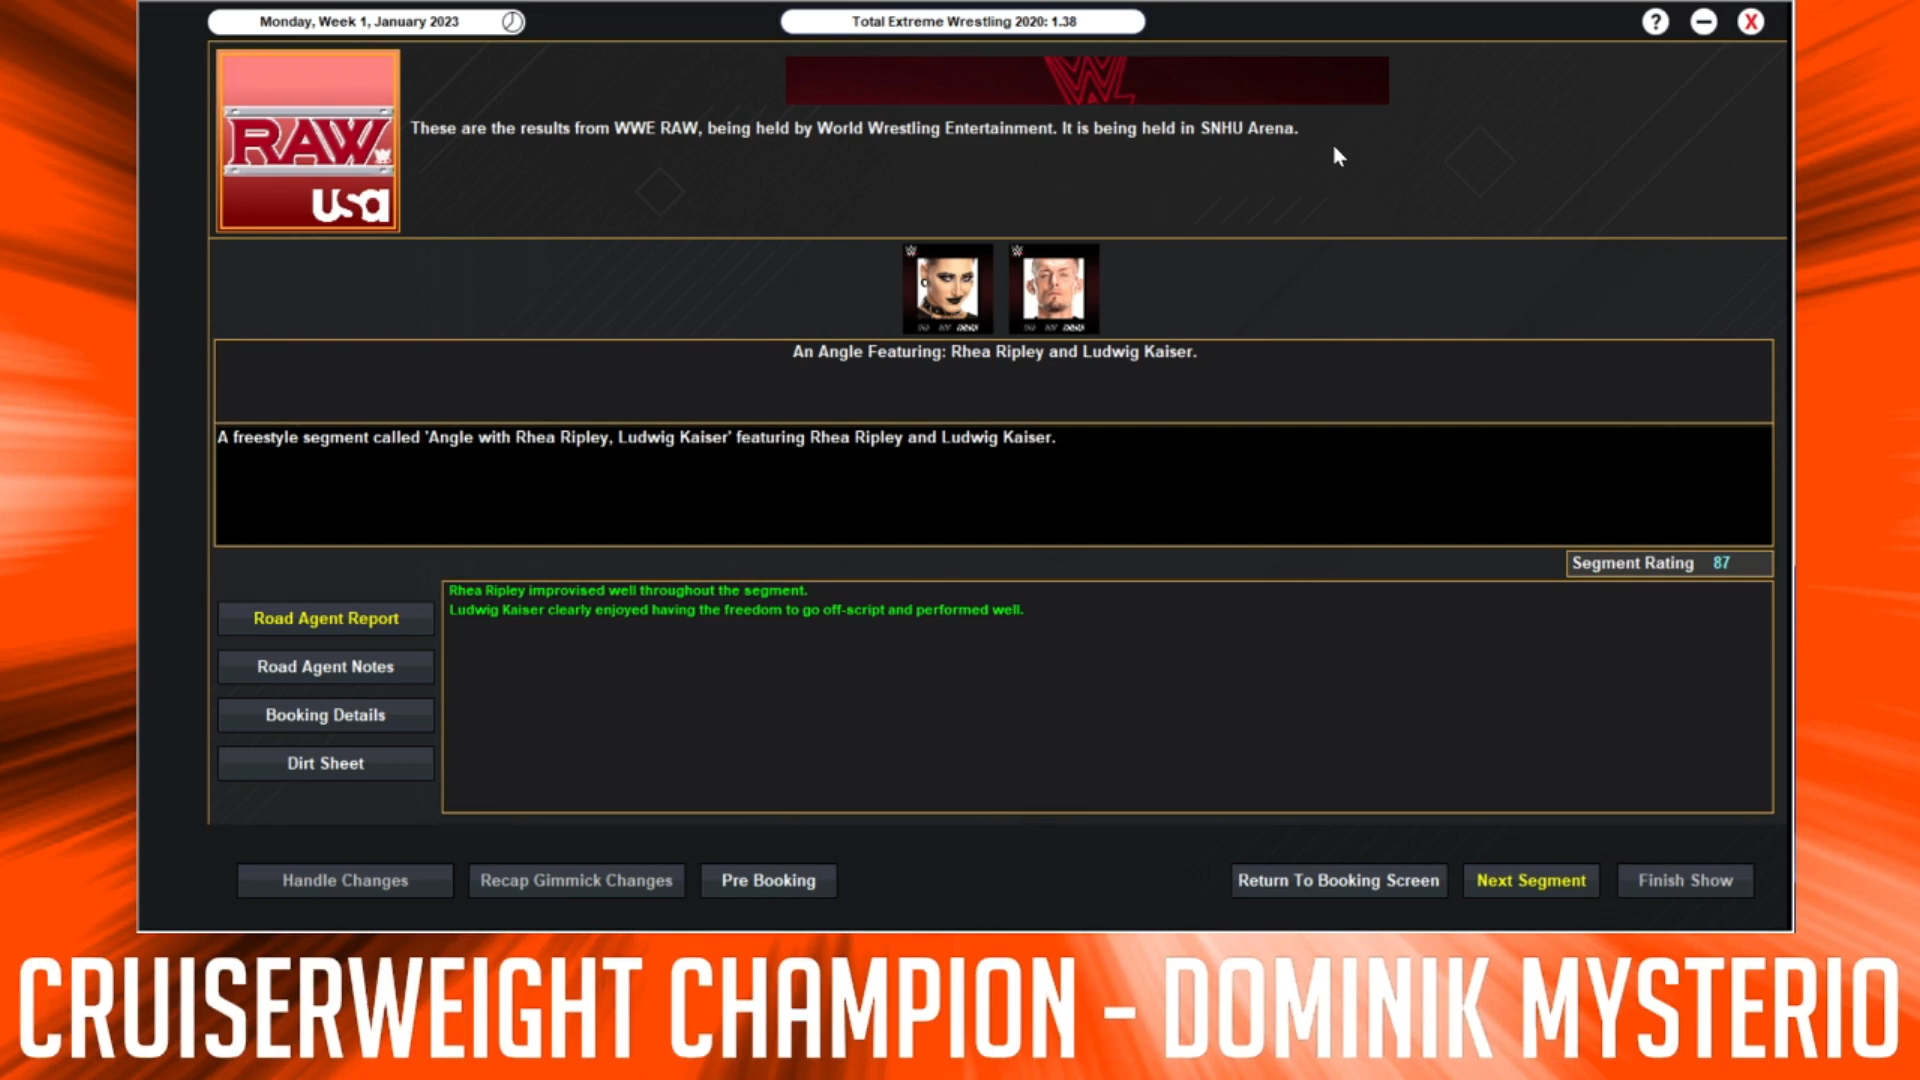 Monday, Week 1, January 2023
Total Extreme Wrestling 2020: 1.38
?
X
RAW
usa
These are the results from WWE RAW, being held by World Wrestling Entertainment. It is being held in SNHU Arena.
An Angle Featuring: Rhea Ripley and Ludwig Kaiser.
A freestyle segment called 'Angle with Rhea Ripley, Ludwig Kaiser' featuring Rhea Ripley and Ludwig Kaiser.
Segment Rating 87
Rhea Ripley improvised well throughout the segment.
Ludwig Kaiser clearly enjoyed having the freedom to go off-script and performed well.
Road Agent Report
Road Agent Notes
Booking Details
Dirt Sheet
Handle Changes
Recap Gimmick Changes
Pre Booking
Return To Booking Screen
Next Segment
Finish Show
CRUISERWEIGHT CHAMPION - DOMINIK MYSTERIO